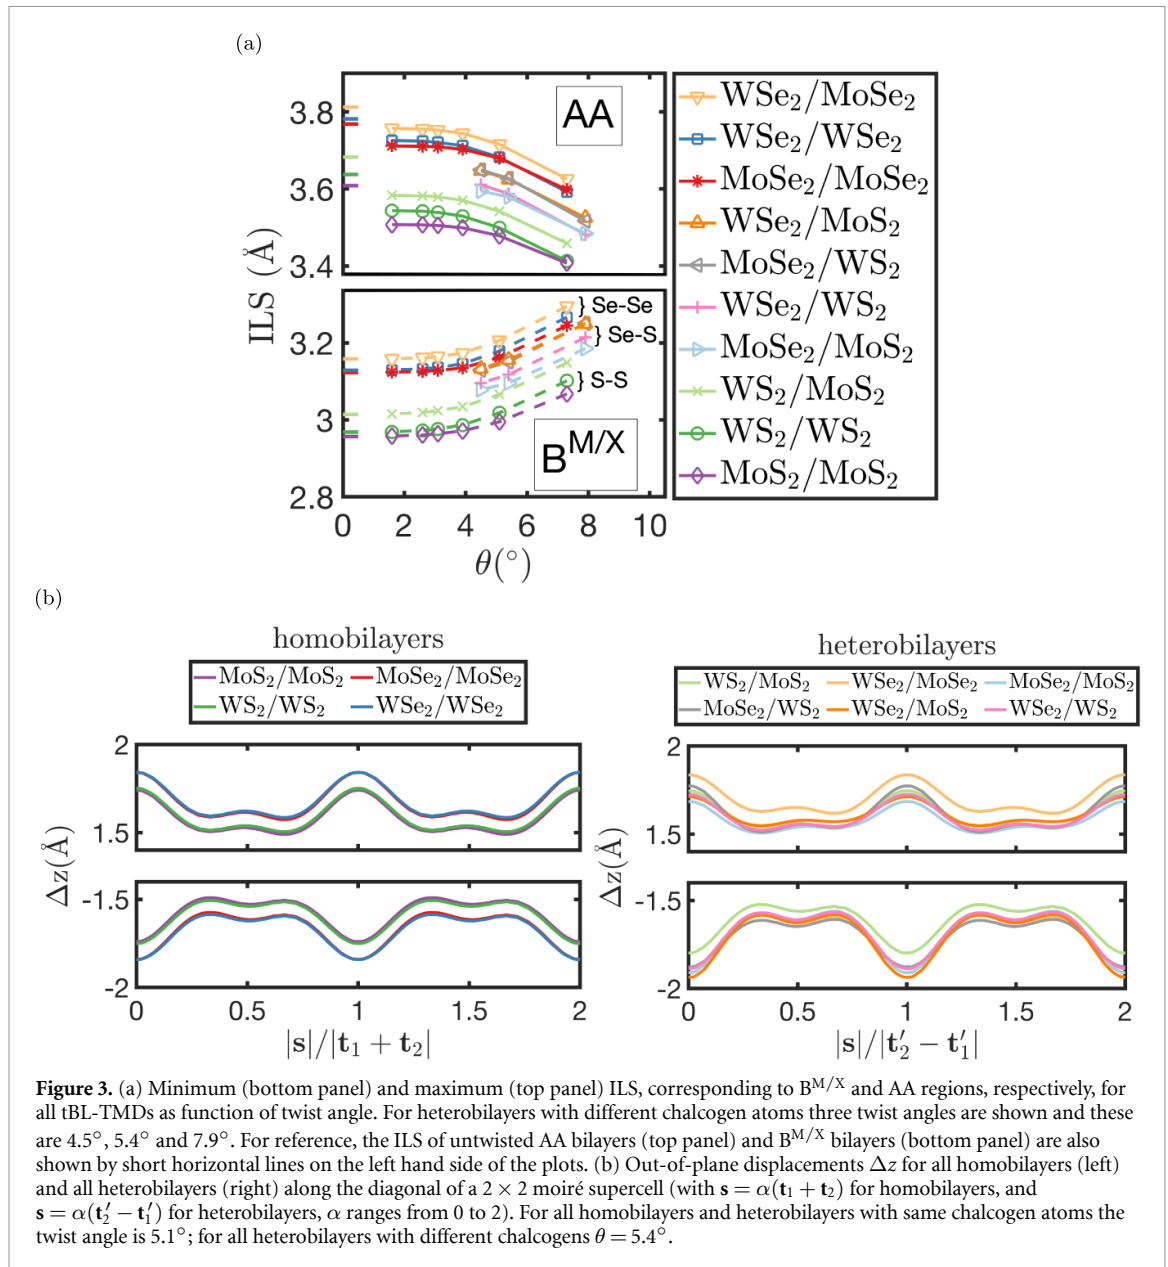 (a)
AA
3.8
3.6
3.4
ILS (Å)
3.2
3
2.8
} Se-Se
} Se-S
} S-S
B^M/X
0 2 4 6 8 10
θ(°)
WSe₂/MoSe₂
WSe₂/WSe₂
MoSe₂/MoSe₂
WSe₂/MoS₂
MoSe₂/WS₂
WSe₂/WS₂
MoSe₂/MoS₂
WS₂/MoS₂
WS₂/WS₂
MoS₂/MoS₂
(b)
homobilayers
MoS₂/MoS₂ MoSe₂/MoSe₂
WS₂/WS₂ WSe₂/WSe₂
2
1.5
Δz(Å)
-1.5
-2
0 0.5 1 1.5 2
|s|/|t₁ + t₂|
heterobilayers
WS₂/MoS₂ WSe₂/MoSe₂ MoSe₂/MoS₂
MoSe₂/WS₂ WSe₂/MoS₂ WSe₂/WS₂
2
1.5
Δz(Å)
-1.5
-2
0 0.5 1 1.5 2
|s|/|t′₂ − t′₁|
Figure 3. (a) Minimum (bottom panel) and maximum (top panel) ILS, corresponding to B^M/X and AA regions, respectively, for
all tBL-TMDs as function of twist angle. For heterobilayers with different chalcogen atoms three twist angles are shown and these
are 4.5°, 5.4° and 7.9°. For reference, the ILS of untwisted AA bilayers (top panel) and B^M/X bilayers (bottom panel) are also
shown by short horizontal lines on the left hand side of the plots. (b) Out-of-plane displacements Δz for all homobilayers (left)
and all heterobilayers (right) along the diagonal of a 2 × 2 moiré supercell (with s = α(t₁ + t₂) for homobilayers, and
s = α(t′₂ − t′₁) for heterobilayers, α ranges from 0 to 2). For all homobilayers and heterobilayers with same chalcogen atoms the
twist angle is 5.1°; for all heterobilayers with different chalcogens θ = 5.4°.